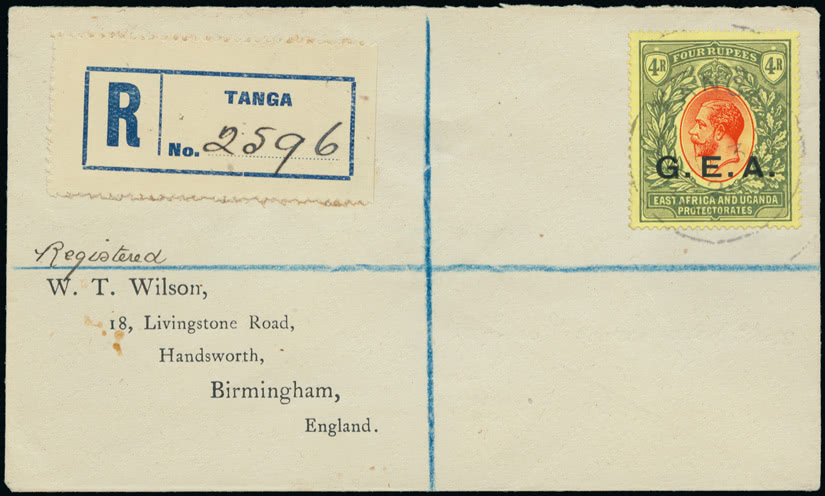 R
TANGA
No. 2596
4R FOUR RUPEES 4R
G.E.A.
EAST AFRICA AND UGANDA
PROTECTORATES
Registered
W. T. Wilson,
18, Livingstone Road,
Handsworth,
Birmingham,
England.